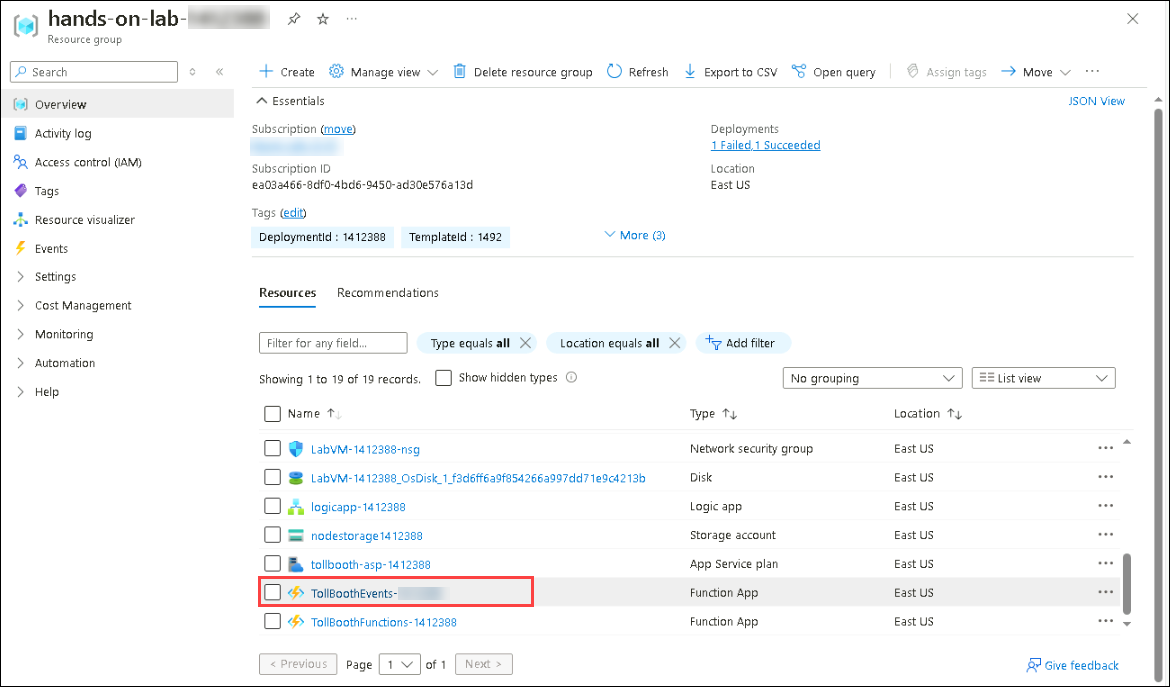 hands-on-lab-
Resource group
Search
Overview
Activity log
Access control (IAM)
Tags
Resource visualizer
Events
Settings
Cost Management
Monitoring
Automation
Help
Create Manage view Delete resource group Refresh Export to CSV Open query Assign tags Move
Essentials JSON View
Subscription (move)
Deployments
1 Failed,1 Succeeded
Subscription ID
ea03a466-8df0-4bd6-9450-ad30e576a13d
Location
East US
Tags (edit)
DeploymentId : 1412388 TemplateId : 1492 More (3)
Resources Recommendations
Filter for any field... Type equals all Location equals all Add filter
Showing 1 to 19 of 19 records. Show hidden types No grouping List view
Name Type Location
LabVM-1412388-nsg Network security group East US
LabVM-1412388_OsDisk_1_f3d6ff6a9f854266a997dd71e9c4213b Disk East US
logicapp-1412388 Logic app East US
nodestorage1412388 Storage account East US
tollbooth-asp-1412388 App Service plan East US
TollBoothEvents- Function App East US
TollBoothFunctions-1412388 Function App East US
< Previous Page 1 of 1 Next > Give feedback